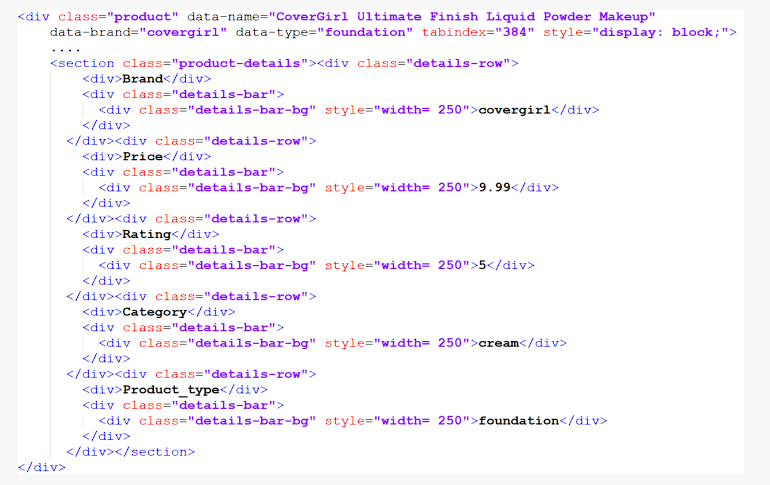 <div class="product" data-name="CoverGirl Ultimate Finish Liquid Powder Makeup"
data-brand="covergirl" data-type="foundation" tabindex="384" style="display: block;">
....
<section class="product-details"><div class="details-row">
<div>Brand</div>
<div class="details-bar">
<div class="details-bar-bg" style="width= 250">covergirl</div>
</div>
</div><div class="details-row">
<div>Price</div>
<div class="details-bar">
<div class="details-bar-bg" style="width= 250">9.99</div>
</div>
</div><div class="details-row">
<div>Rating</div>
<div class="details-bar">
<div class="details-bar-bg" style="width= 250">5</div>
</div>
</div><div class="details-row">
<div>Category</div>
<div class="details-bar">
<div class="details-bar-bg" style="width= 250">cream</div>
</div>
</div><div class="details-row">
<div>Product_type</div>
<div class="details-bar">
<div class="details-bar-bg" style="width= 250">foundation</div>
</div>
</div></section>
</div>